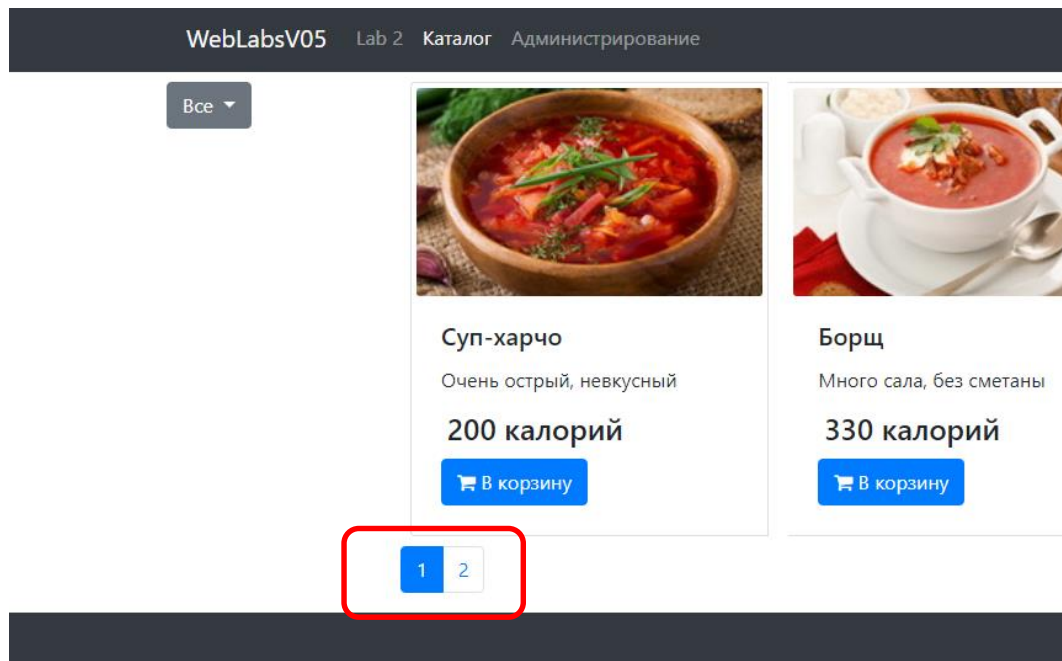 WebLabsV05 Lab 2 Каталог Администрирование
Все
Суп-харчо
Очень острый, невкусный
200 калорий
В корзину
Борщ
Много сала, без сметаны
330 калорий
В корзину
1 2